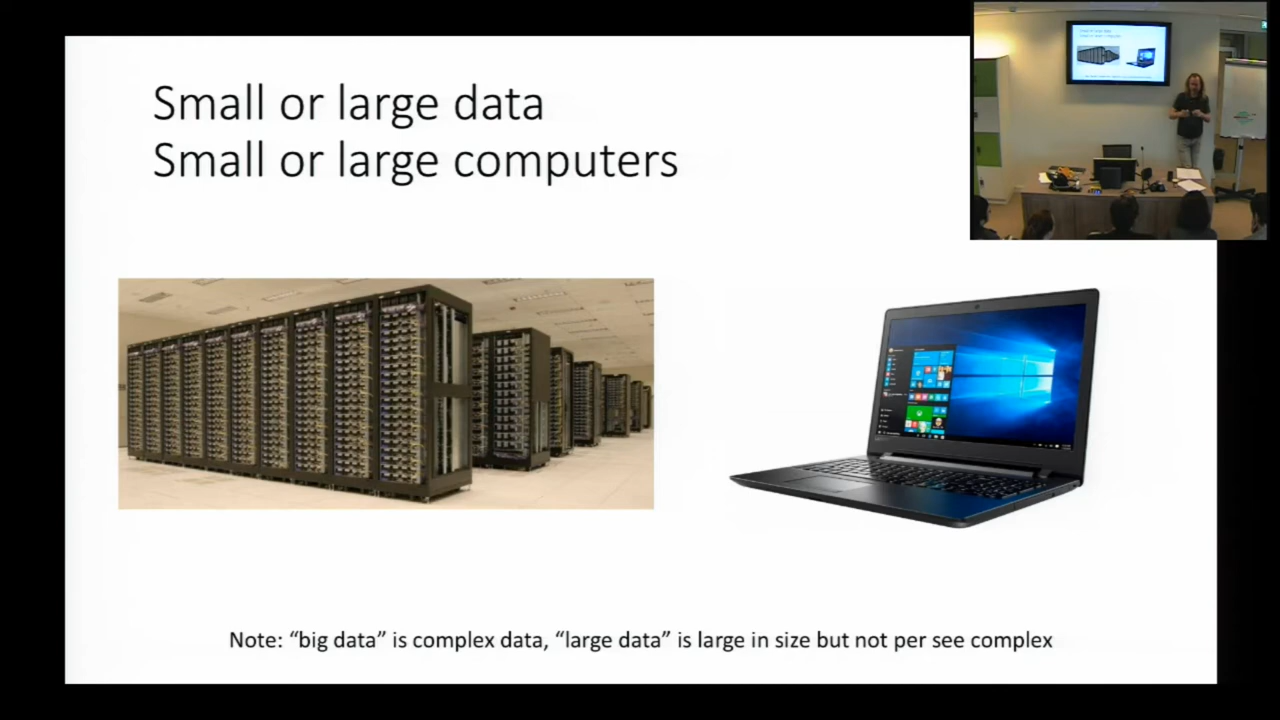 Small or large data
Small or large computers
Note: “big data” is complex data, “large data” is large in size but not per see complex